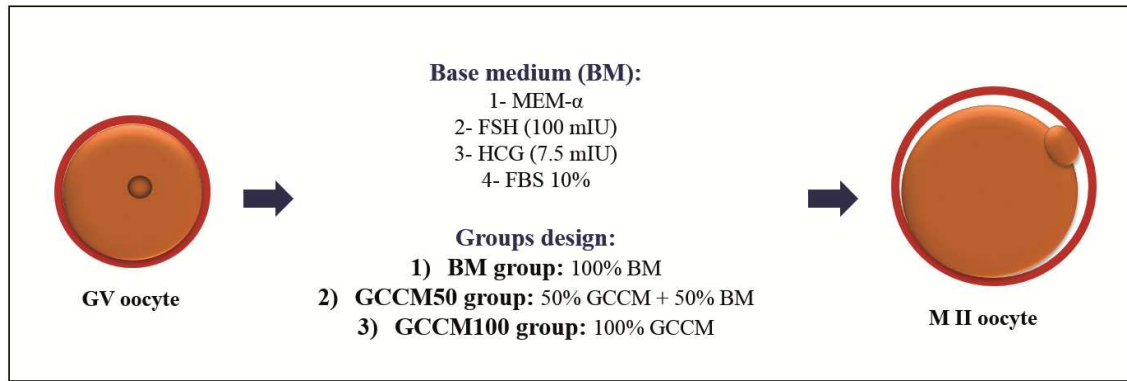 Base medium (BM):
1- MEM-α
2- FSH (100 mIU)
3- HCG (7.5 mIU)
4- FBS 10%
Groups design:
1) BM group: 100% BM
2) GCCM50 group: 50% GCCM + 50% BM
3) GCCM100 group: 100% GCCM
GV oocyte
M II oocyte